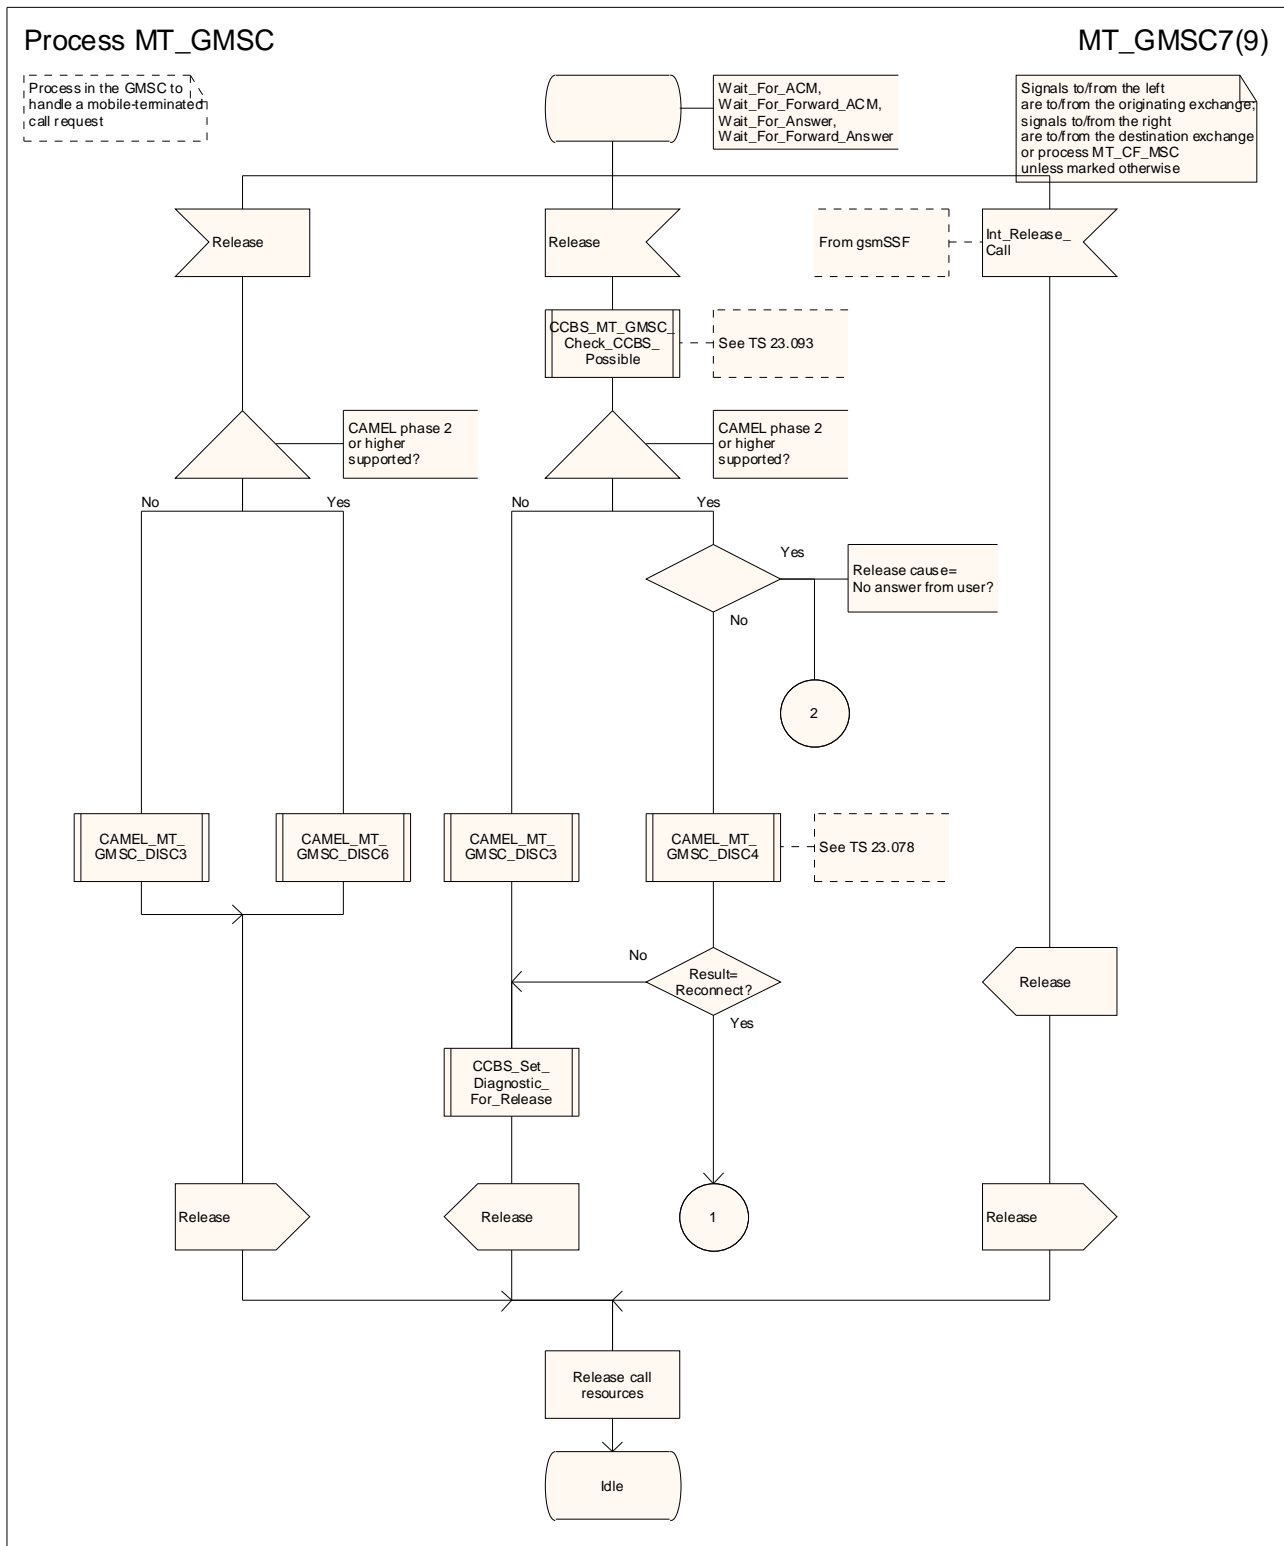 Process MT_GMSC
MT_GMSC7(9)
Process in the GMSC to
handle a mobile-terminated
call request
Wait_For_ACM,
Wait_For_Forward_ACM,
Wait_For_Answer,
Wait_For_Forward_Answer
Signals to/from the left
are to/from the originating exchange;
signals to/from the right
are to/from the destination exchange
or process MT_CF_MSC
unless marked otherwise
Release
Release
From gsmSSF
Int_Release_
Call
CCBS_MT_GMSC_
Check_CCBS_
Possible
See TS 23.093
CAMEL phase 2
or higher
supported?
CAMEL phase 2
or higher
supported?
No
Yes
No
Yes
Yes
Release cause=
No answer from user?
No
2
CAMEL_MT_
GMSC_DISC3
CAMEL_MT_
GMSC_DISC6
CAMEL_MT_
GMSC_DISC3
CAMEL_MT_
GMSC_DISC4
See TS 23.078
No
Result=
Reconnect?
Yes
Release
CCBS_Set_
Diagnostic_
For_Release
Release
Release
1
Release
Release call
resources
Idle